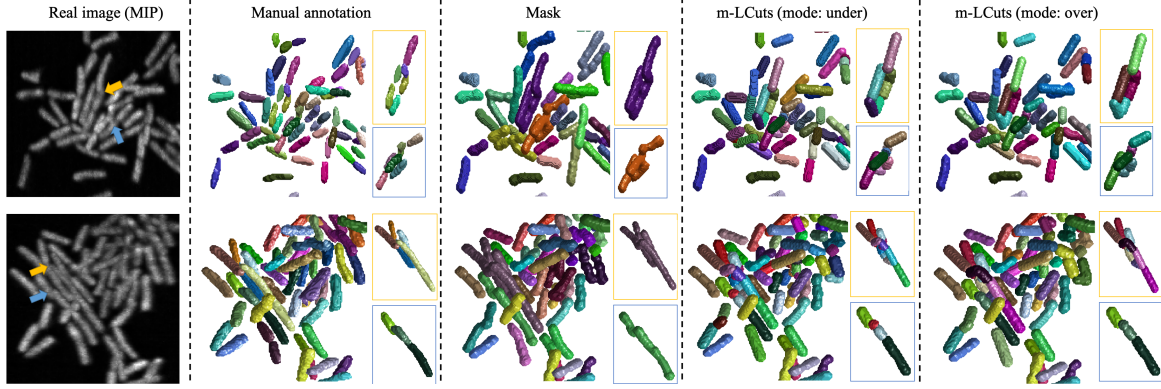 Real image (MIP)
Manual annotation
Mask
m-LCuts (mode: under)
m-LCuts (mode: over)